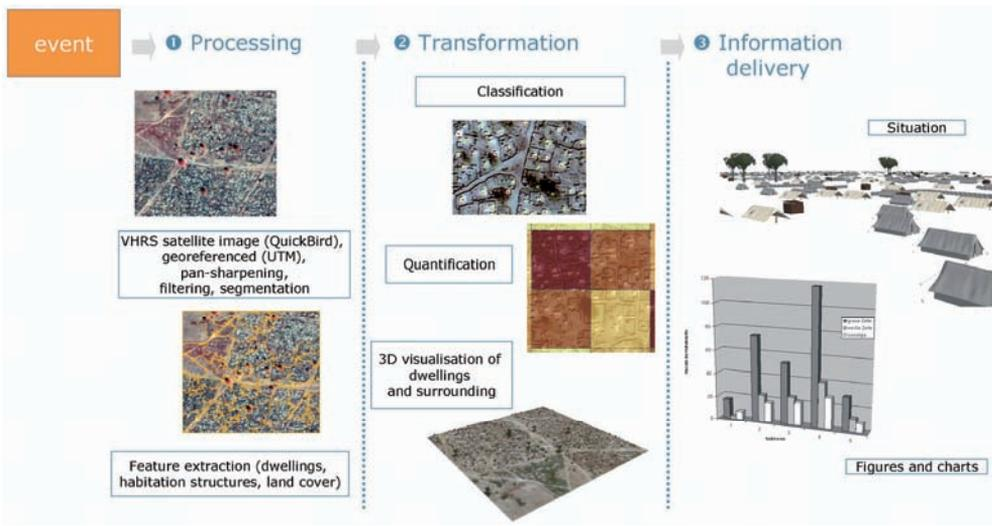 event
❶ Processing
VHRS satellite image (QuickBird),
georeferenced (UTM),
pan-sharpening,
filtering, segmentation
Feature extraction (dwellings,
habitation structures, land cover)
❷ Transformation
Classification
Quantification
3D visualisation of
dwellings
and surrounding
❸ Information
delivery
Situation
Figures and charts